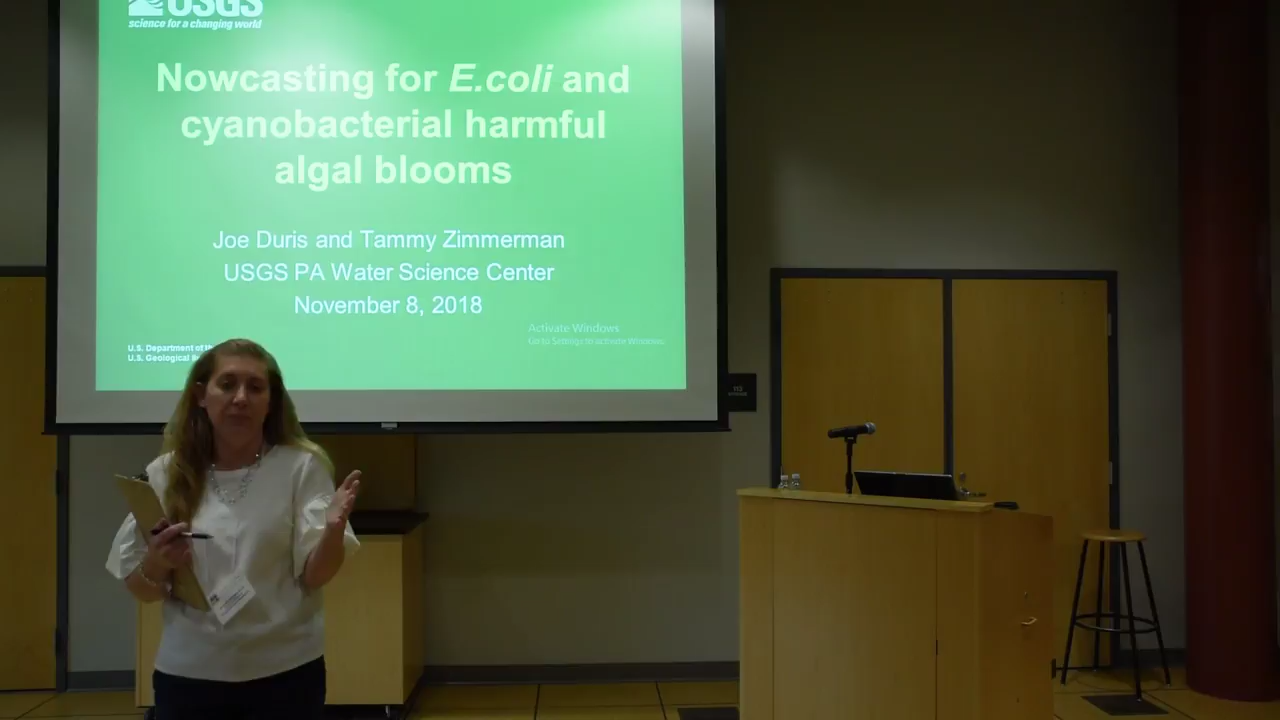 USGS
science for a changing world
Nowcasting for E.coli and
cyanobacterial harmful
algal blooms
Joe Duris and Tammy Zimmerman
USGS PA Water Science Center
November 8, 2018
Activate Windows
Go to Settings to activate Windows.
U.S. Department of
U.S. Geological